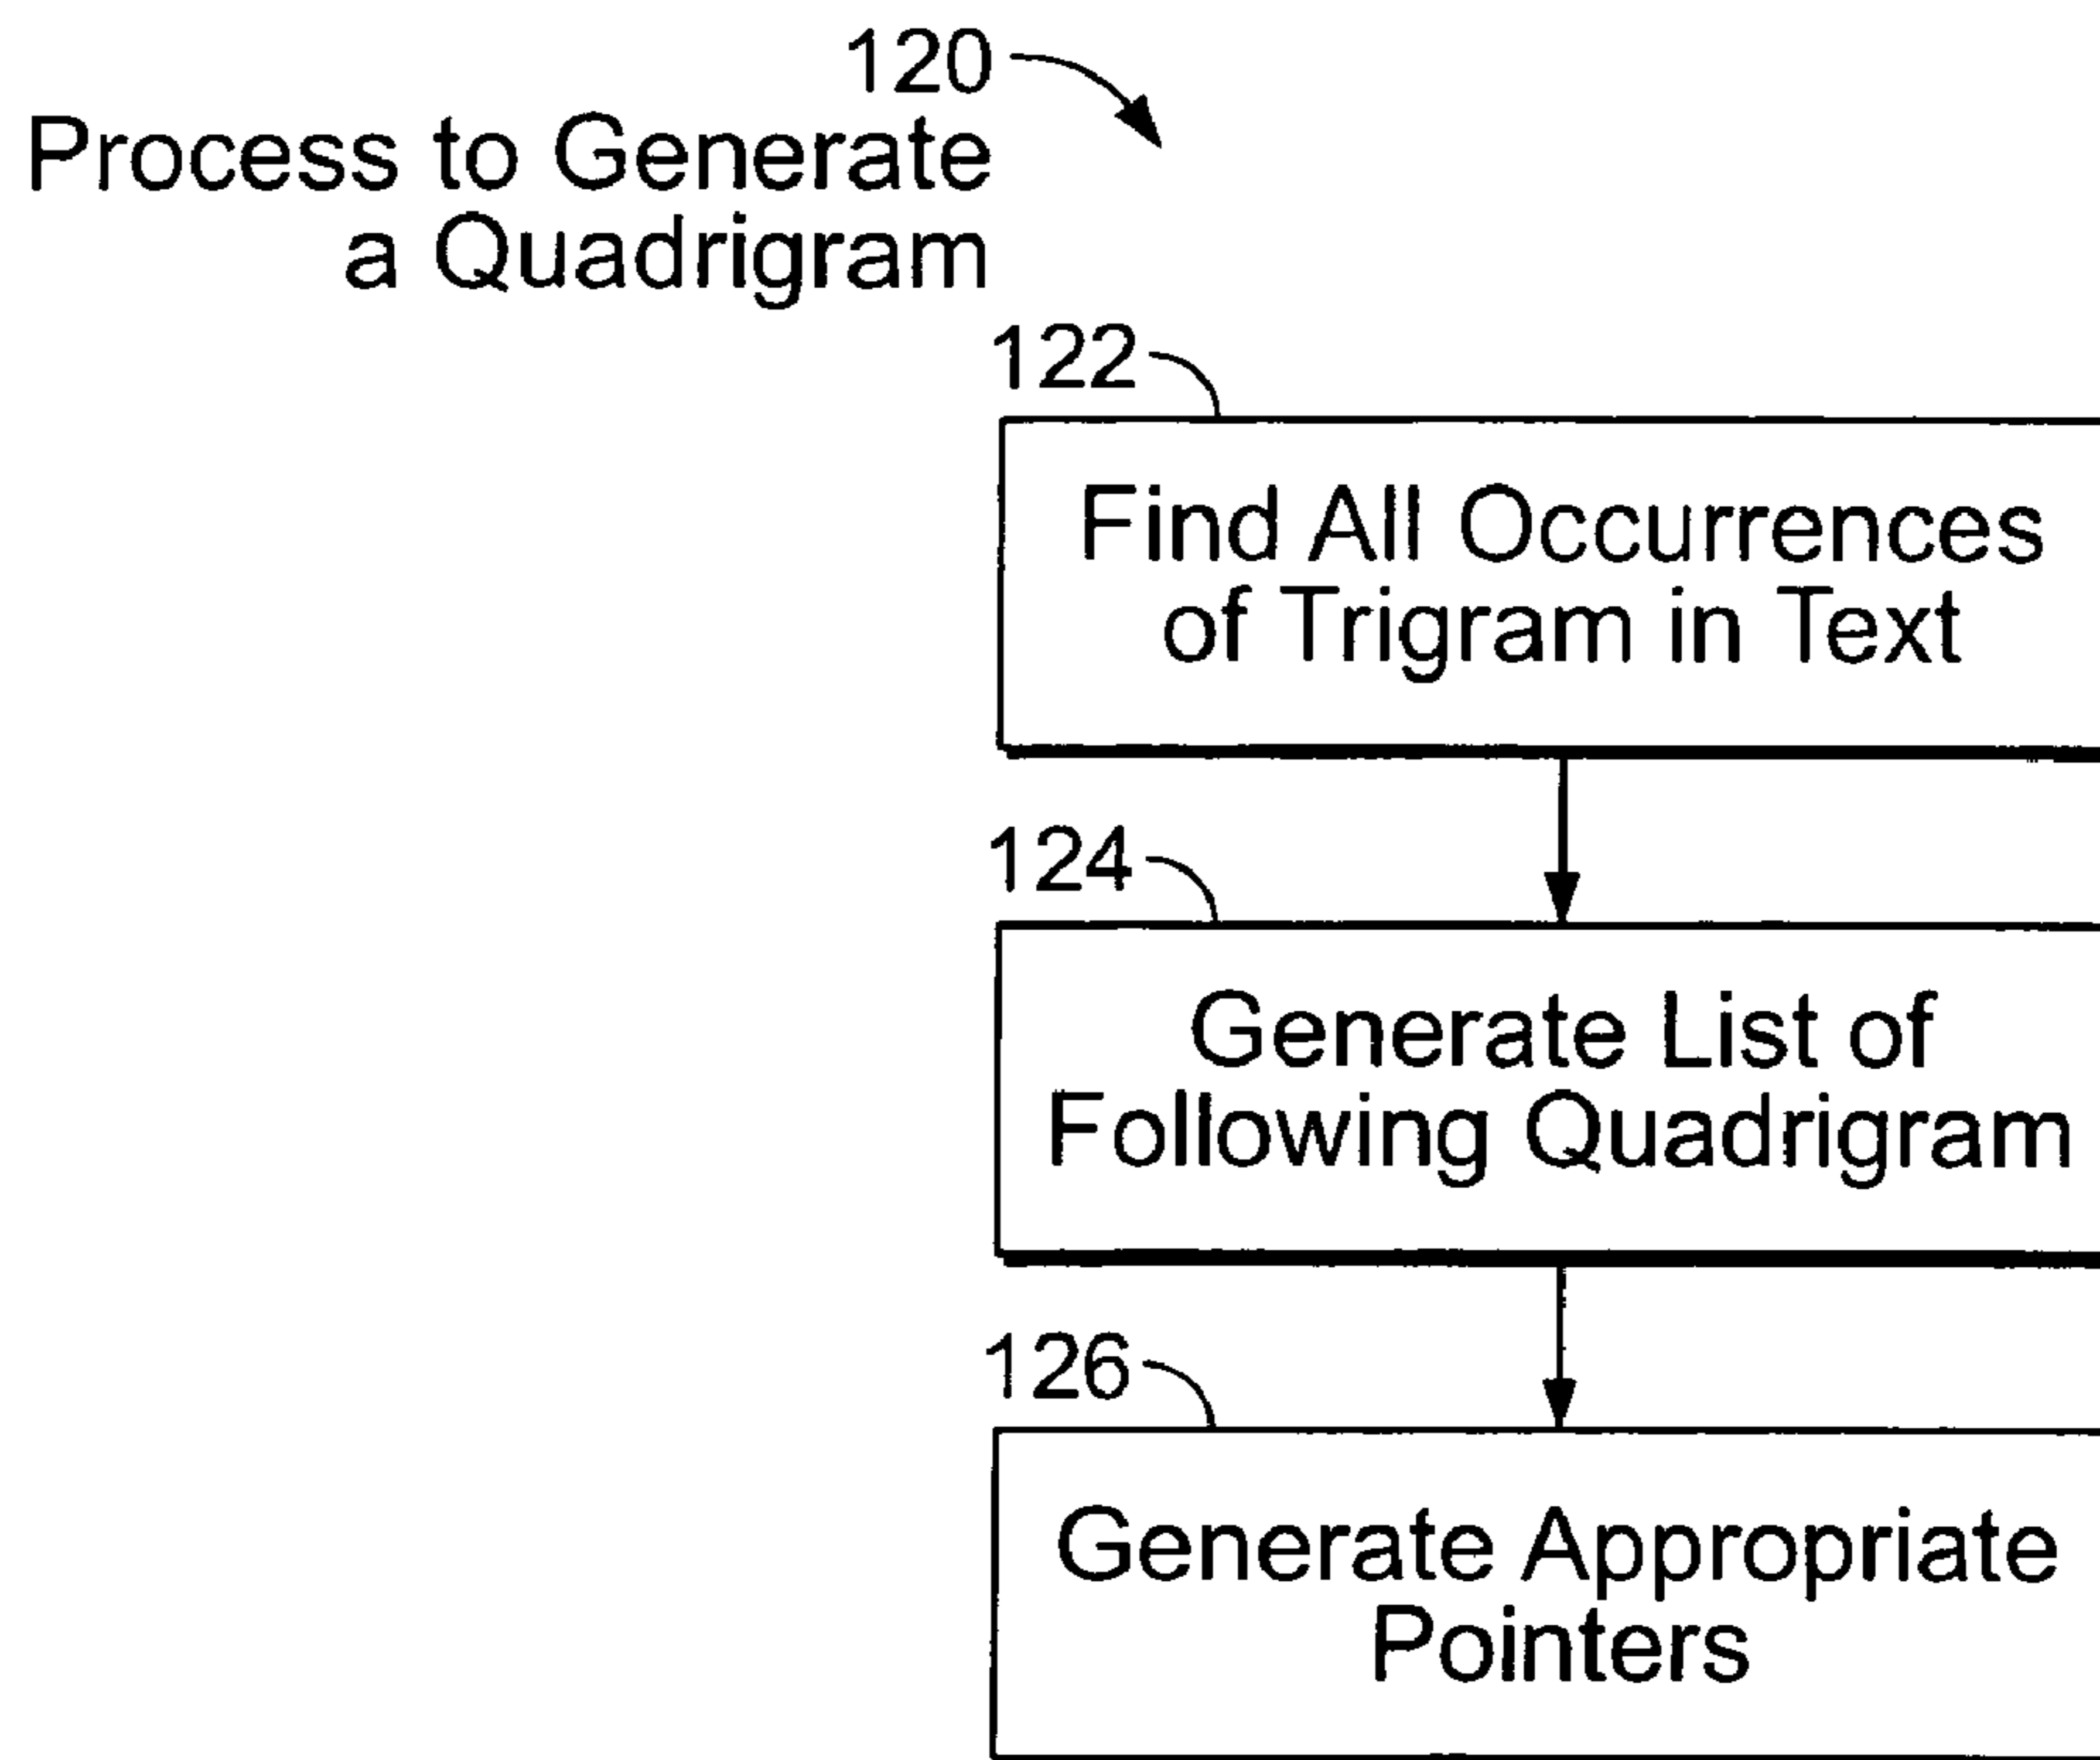 120
Process to Generate
a Quadrigram
122
Find All Occurrences
of Trigram in Text
124
Generate List of
Following Quadrigram
126
Generate Appropriate
Pointers